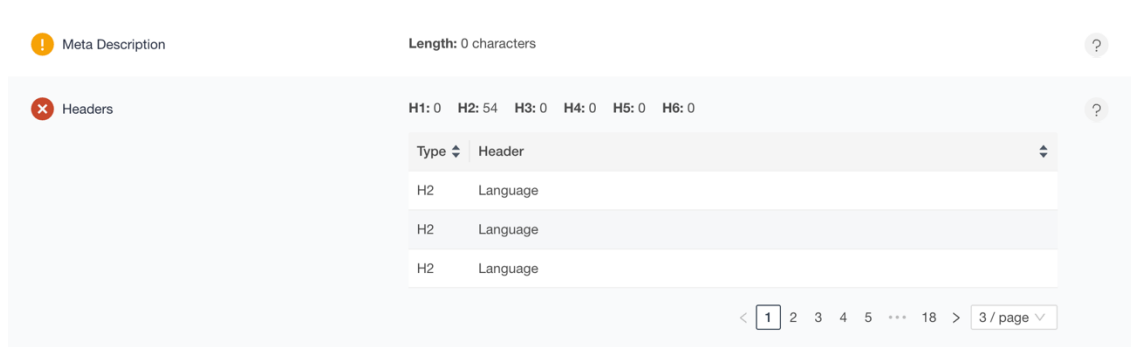 ! Meta Description Length: 0 characters ?
Headers H1: 0 H2: 54 H3: 0 H4: 0 H5: 0 H6: 0 ?
Type Header
H2 Language
H2 Language
H2 Language
< 1 2 3 4 5 ••• 18 > 3 / page